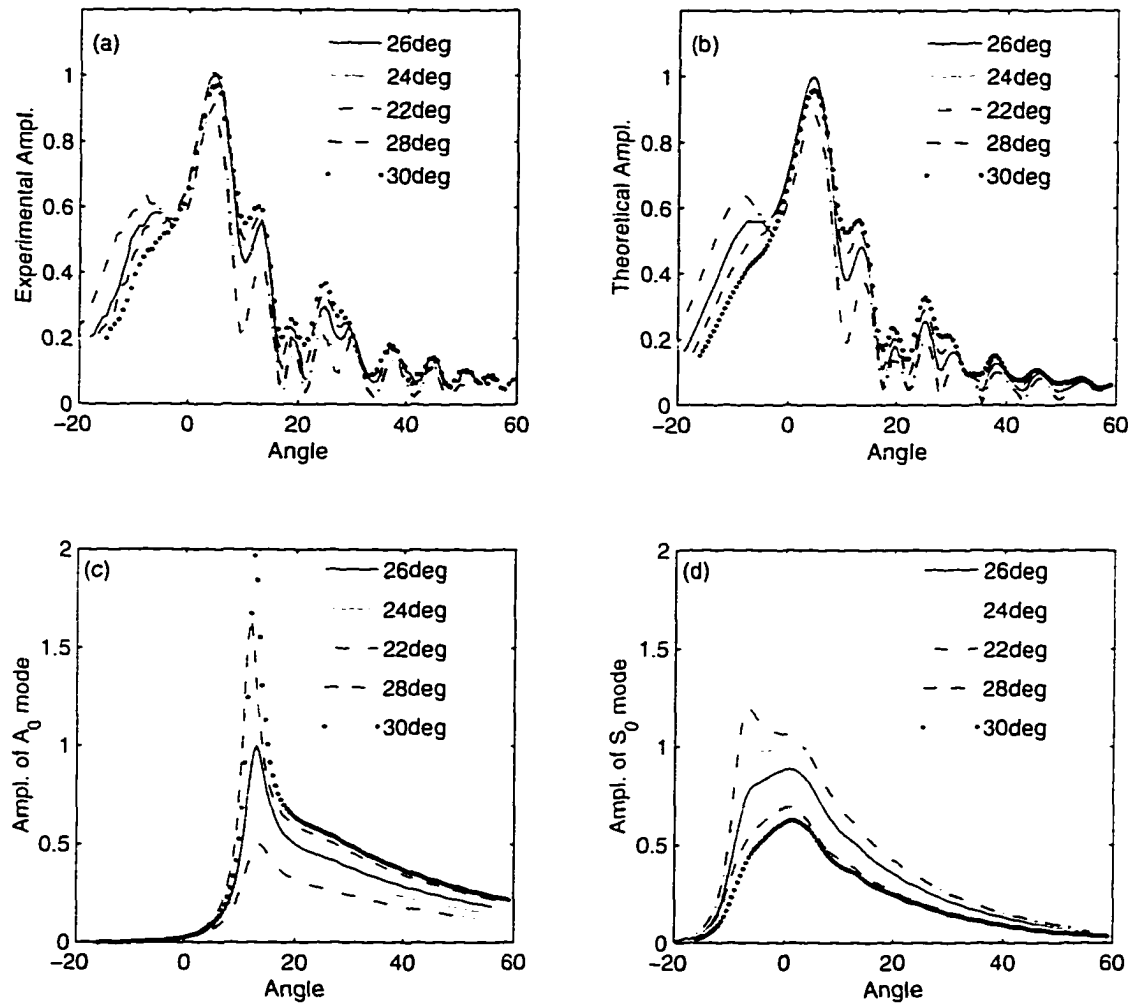 (a)
26deg
24deg
22deg
28deg
30deg
Experimental Ampl.
1
0.8
0.6
0.4
0.2
0
-20
0
20
40
60
Angle
(b)
26deg
24deg
22deg
28deg
30deg
Theoretical Ampl.
1
0.8
0.6
0.4
0.2
0
-20
0
20
40
60
Angle
(c)
26deg
24deg
22deg
28deg
30deg
Ampl. of A0 mode
2
1.5
1
0.5
0
-20
0
20
40
60
Angle
(d)
26deg
24deg
22deg
28deg
30deg
Ampl. of S0 mode
2
1.5
1
0.5
0
-20
0
20
40
60
Angle